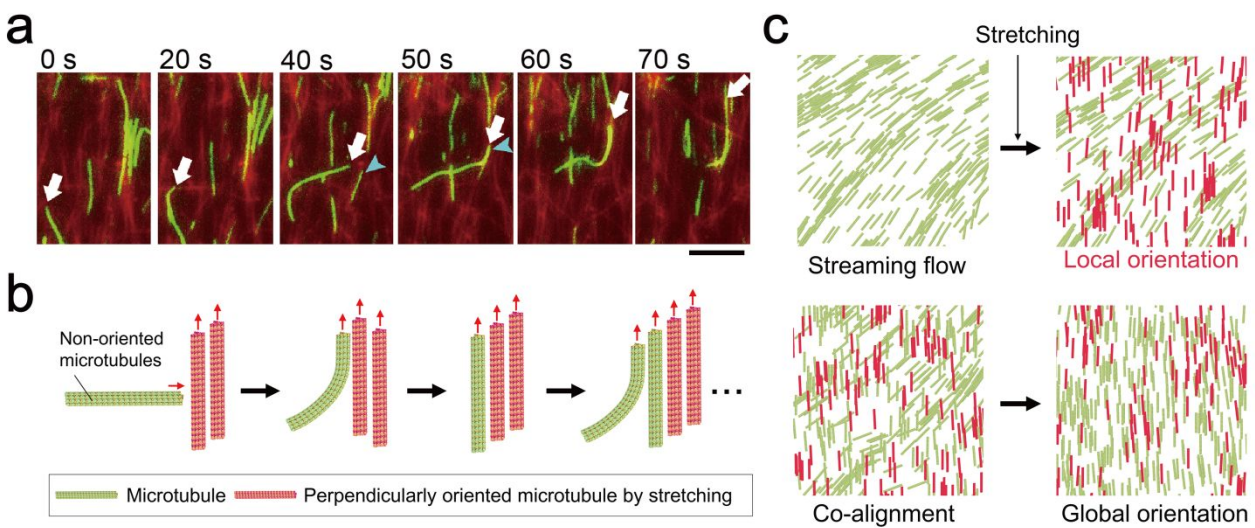 a
0 s 20 s 40 s 50 s 60 s 70 s
b
Non-oriented
microtubules
...
Microtubule Perpendicularly oriented microtubule by stretching
c
Stretching
Streaming flow Local orientation
Co-alignment Global orientation